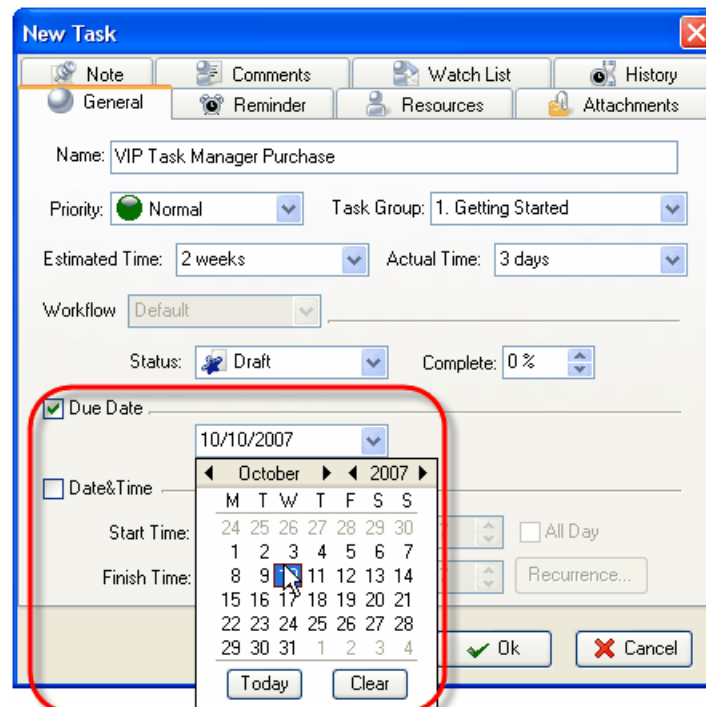 New Task
Note Comments Watch List History
General Reminder Resources Attachments
Name: VIP Task Manager Purchase
Priority: Normal Task Group: 1. Getting Started
Estimated Time: 2 weeks Actual Time: 3 days
Workflow Default
Status: Draft Complete: 0 %
Due Date
10/10/2007
October 2007
Date&Time
M T W T F S S
24 25 26 27 28 29 30
Start Time: All Day
1 2 3 4 5 6 7
Finish Time: 8 9 10 11 12 13 14 Recurrence...
15 16 17 18 19 20 21
22 23 24 25 26 27 28
29 30 31 1 2 3 4
Ok Cancel
Today Clear